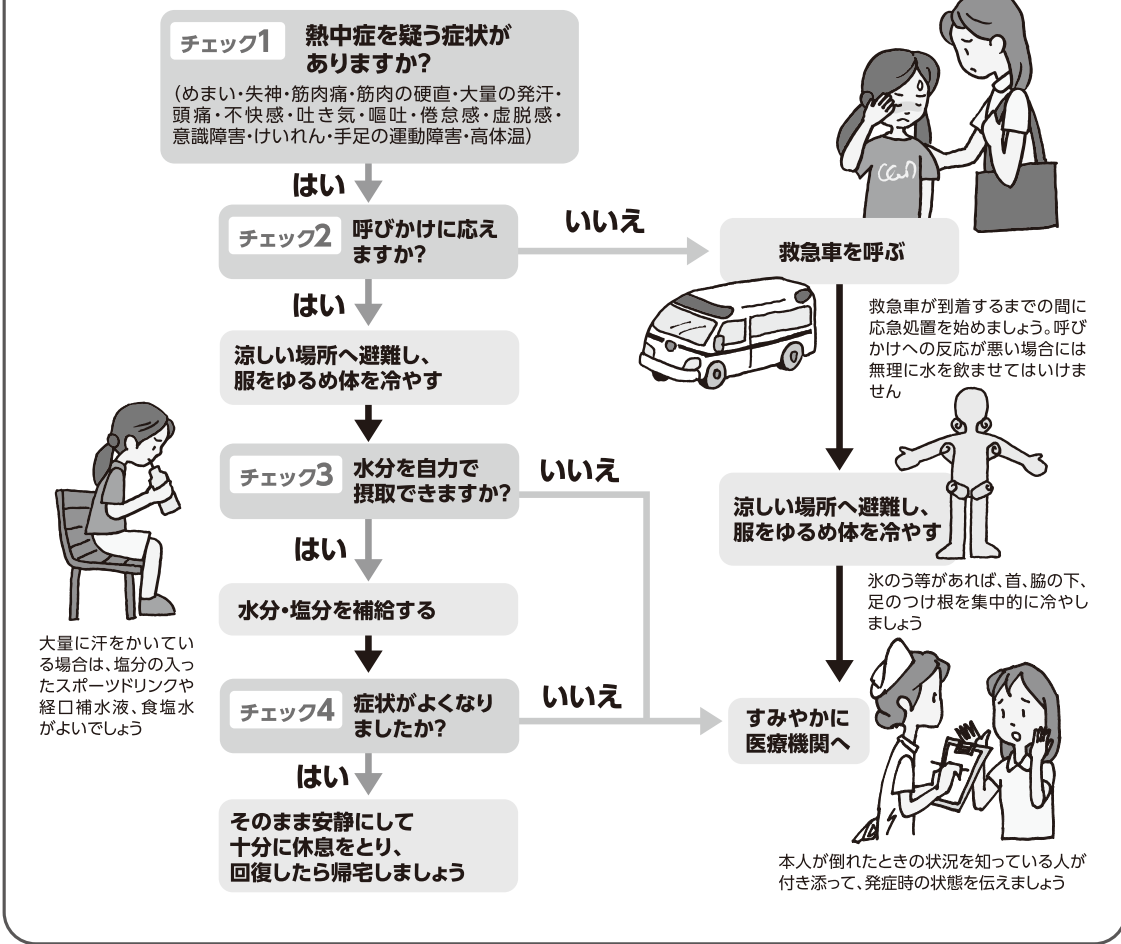 チェック1
熱中症を疑う症状が
ありますか?
(めまい・失神・筋肉痛・筋肉の硬直・大量の発汗・
頭痛・不快感・吐き気・嘔吐・倦怠感・虚脱感・
意識障害・けいれん・手足の運動障害・高体温)
はい
チェック2
呼びかけに応え
ますか?
いいえ
救急車を呼ぶ
救急車が到着するまでの間に
応急処置を始めましょう。呼び
かけへの反応が悪い場合には
無理に水を飲ませてはいけま
せん
はい
涼しい場所へ避難し、
服をゆるめ体を冷やす
チェック3
水分を自力で
摂取できますか?
いいえ
涼しい場所へ避難し、
服をゆるめ体を冷やす
氷のう等があれば、首、脇の下、
足のつけ根を集中的に冷やし
ましょう
はい
水分・塩分を補給する
大量に汗をかいてい
る場合は、塩分の入っ
たスポーツドリンクや
経口補水液、食塩水
がよいでしょう
チェック4
症状がよくなり
ましたか?
いいえ
すみやかに
医療機関へ
はい
そのまま安静にして
十分に休息をとり、
回復したら帰宅しましょう
本人が倒れたときの状況を知っている人が
付き添って、発症時の状態を伝えましょう